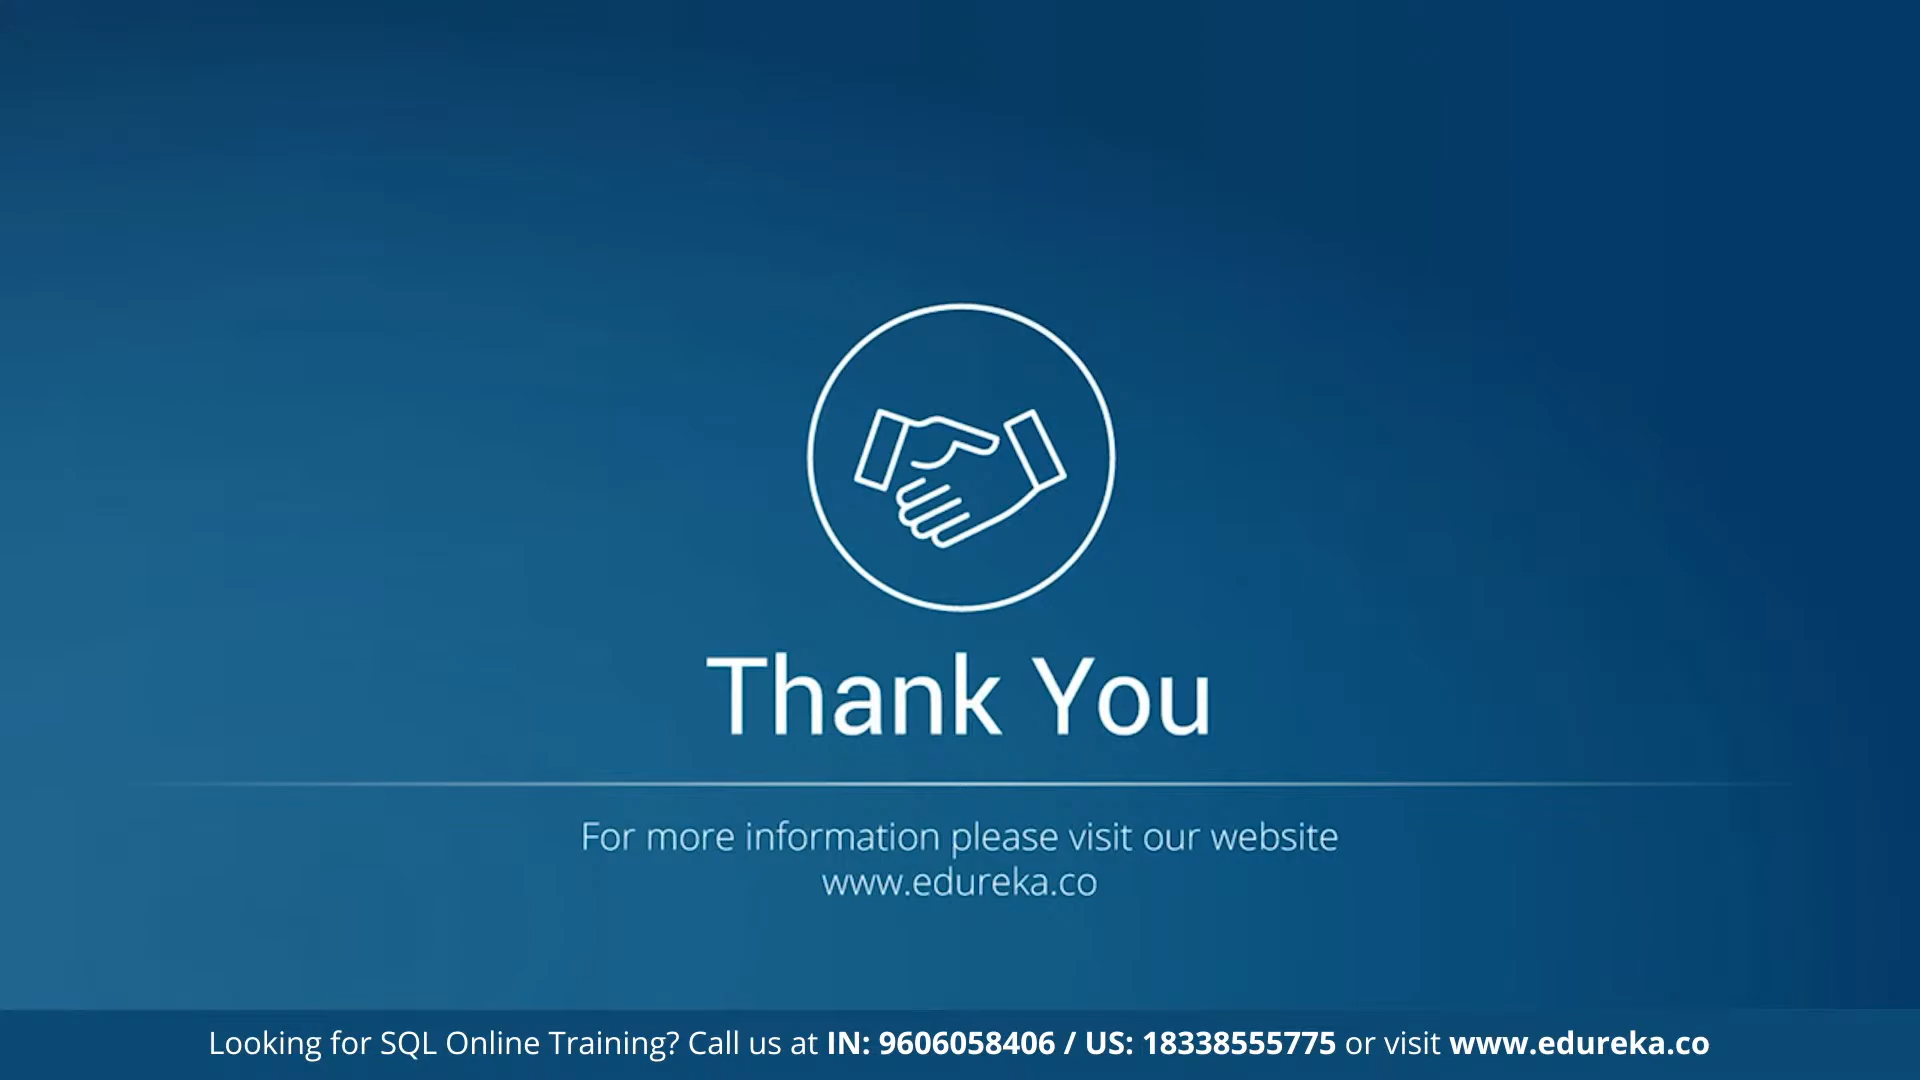 Thank You
For more information please visit our website
www.edureka.co
Looking for SQL Online Training? Call us at IN: 9606058406 / US: 18338555775 or visit www.edureka.co